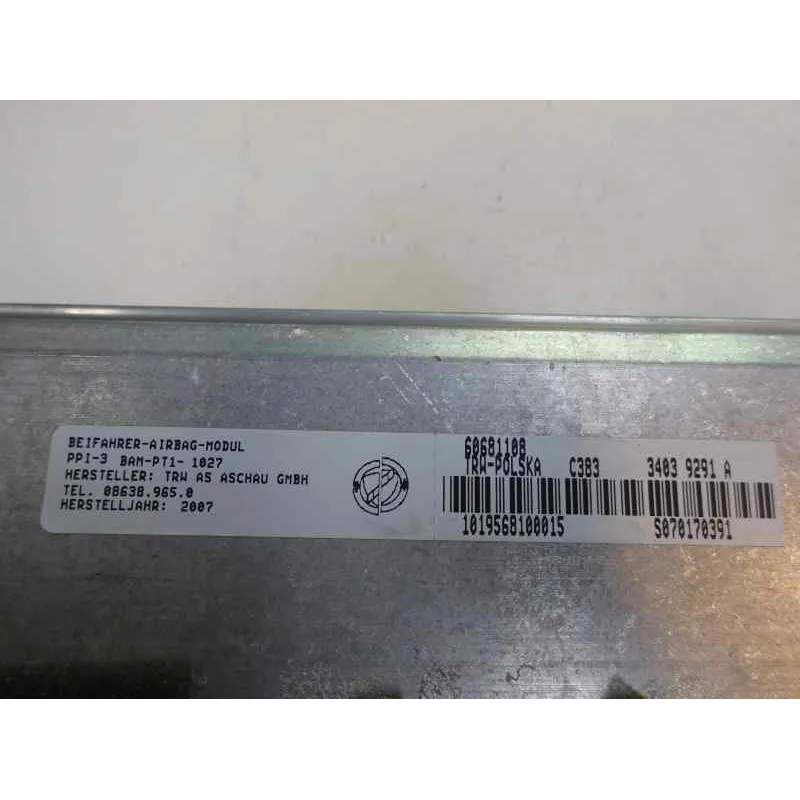 BEIFAHRER-AIRBAG-MODUL
PPI-3 BAM-PT1- 1027
HERSTELLER: TRW AS ASCHAU GMBH
TEL. 08638.965.0
HERSTELLJAHR: 2007
60681108
TRW-POLSKA C383 3403 9291 A
1019568100015 S070170391